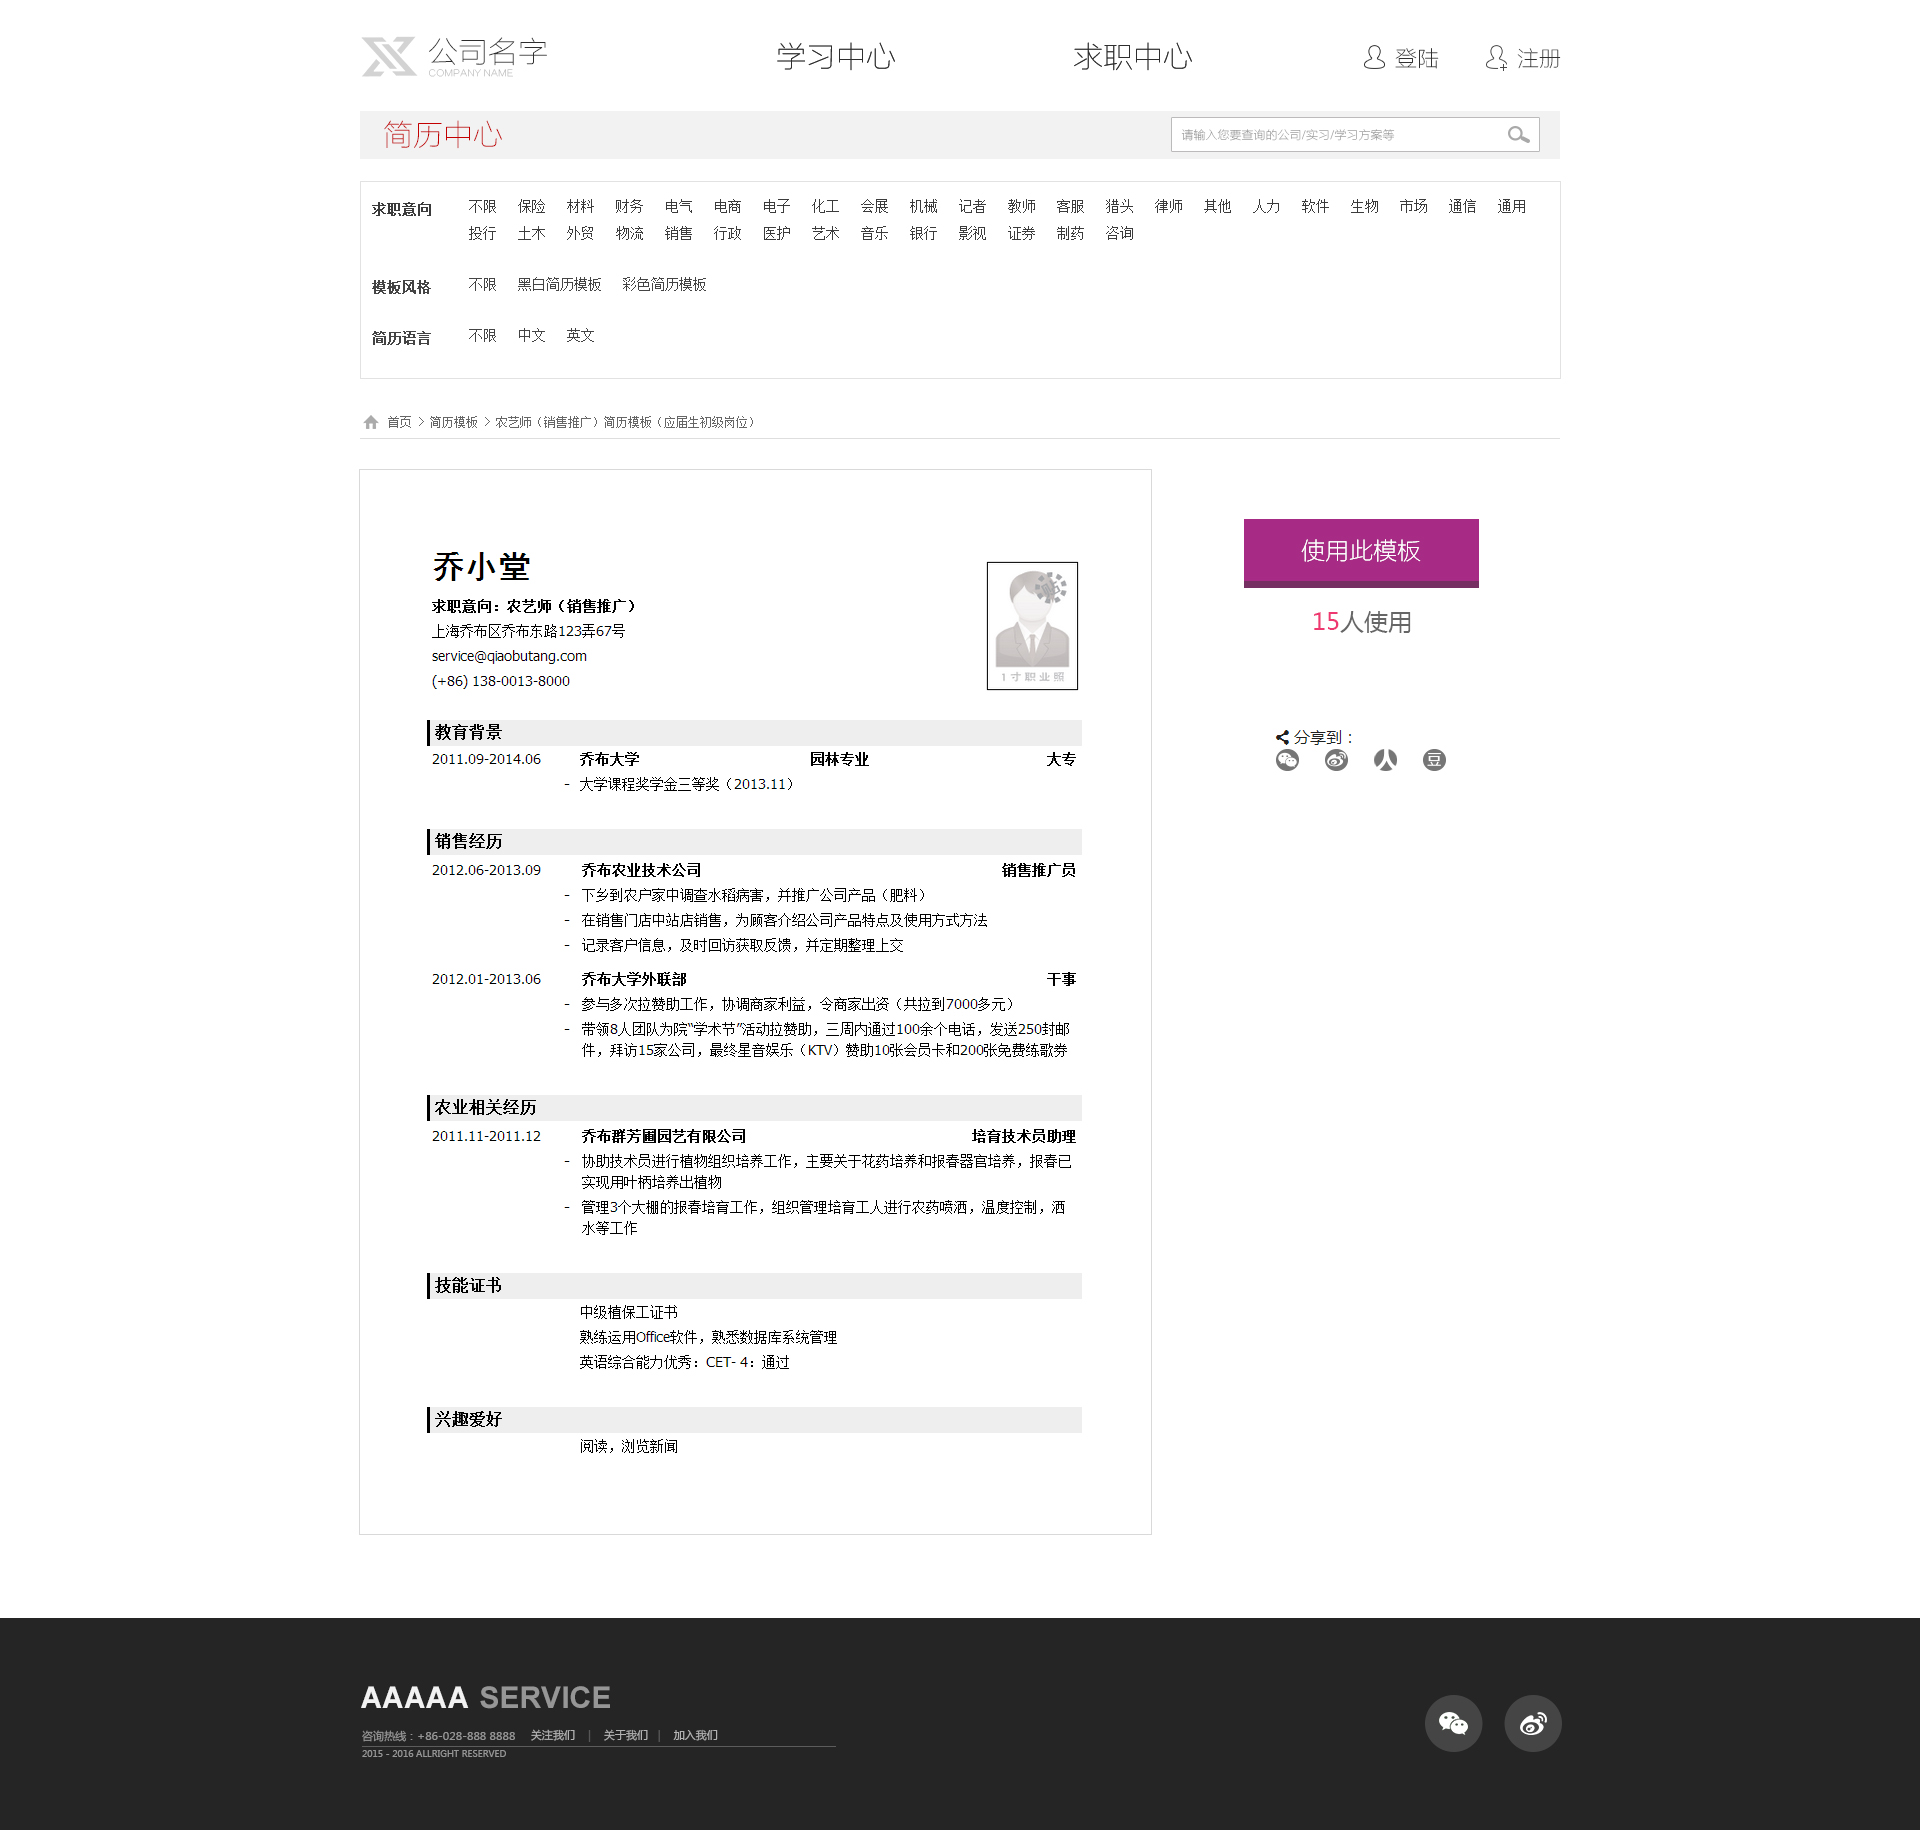 公司名字
COMPANY NAME
学习中心
求职中心
登陆
注册
简历中心
请输入您要查询的公司/实习/学习方案等
求职意向 不限 保险 材料 财务 电气 电商 电子 化工 会展 机械 记者 教师 客服 猎头 律师 其他 人力 软件 生物 市场 通信 通用
投行 土木 外贸 物流 销售 行政 医护 艺术 音乐 银行 影视 证券 制药 咨询
模板风格 不限 黑白简历模板 彩色简历模板
简历语言 不限 中文 英文
首页 > 简历模板 > 农艺师（销售推广）简历模板（应届生初级岗位）
乔小堂
求职意向：农艺师（销售推广）
上海乔布区乔布东路123弄67号
service@qiaobutang.com
(+86) 138-0013-8000
1寸职业照
使用此模板
15人使用
分享到：
豆
教育背景
2011.09-2014.06 乔布大学 园林专业 大专
- 大学课程奖学金三等奖（2013.11）
销售经历
2012.06-2013.09 乔布农业技术公司 销售推广员
- 下乡到农户家中调查水稻病害，并推广公司产品（肥料）
- 在销售门店中站店销售，为顾客介绍公司产品特点及使用方式方法
- 记录客户信息，及时回访获取反馈，并定期整理上交
2012.01-2013.06 乔布大学外联部 干事
- 参与多次拉赞助工作，协调商家利益，令商家出资（共拉到7000多元）
- 带领8人团队为院“学术节”活动拉赞助，三周内通过100余个电话，发送250封邮
件，拜访15家公司，最终星音娱乐（KTV）赞助10张会员卡和200张免费练歌券
农业相关经历
2011.11-2011.12 乔布群芳圃园艺有限公司 培育技术员助理
- 协助技术员进行植物组织培养工作，主要关于花药培养和报春器官培养，报春已
实现用叶柄培养出植物
- 管理3个大棚的报春培育工作，组织管理培育工人进行农药喷洒，温度控制，洒
水等工作
技能证书
中级植保工证书
熟练运用Office软件，熟悉数据库系统管理
英语综合能力优秀：CET- 4：通过
兴趣爱好
阅读，浏览新闻
AAAAA SERVICE
咨询热线：+86-028-888 8888 关注我们 | 关于我们 | 加入我们
2015 - 2016 ALLRIGHT RESERVED